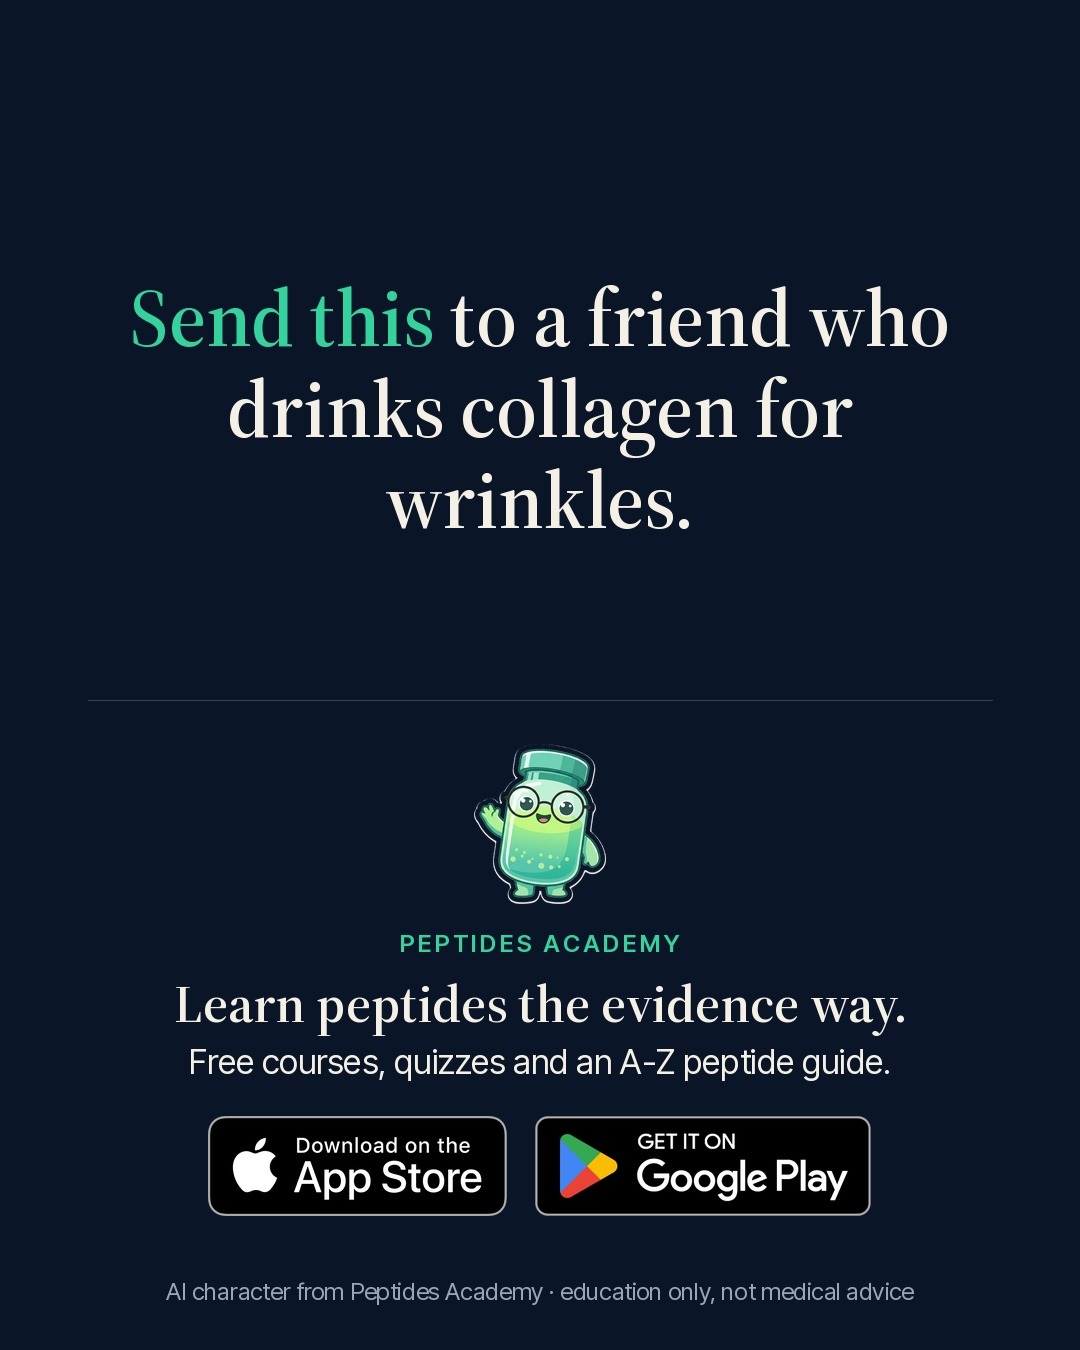 Send this to a friend who
drinks collagen for
wrinkles.
PEPTIDES ACADEMY
Learn peptides the evidence way.
Free courses, quizzes and an A-Z peptide guide.
Download on the
App Store
GET IT ON
Google Play
AI character from Peptides Academy · education only, not medical advice